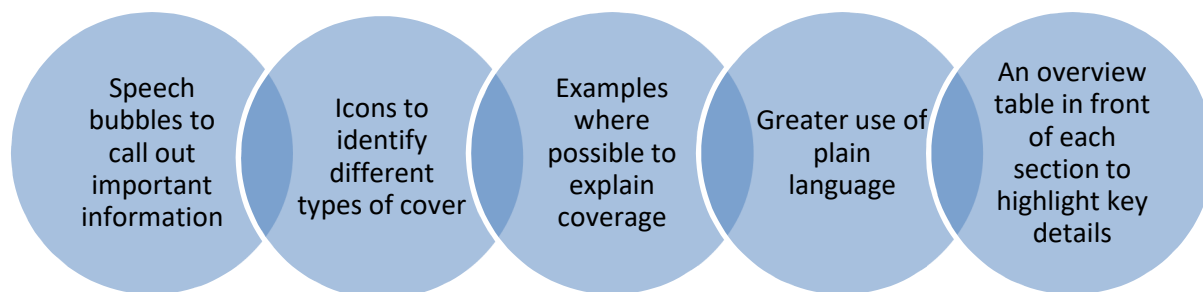 Speech
bubbles to
call out
important
information
Icons to
identify
different
types of cover
Examples
where
possible to
explain
coverage
Greater use of
plain
language
An overview
table in front
of each
section to
highlight key
details